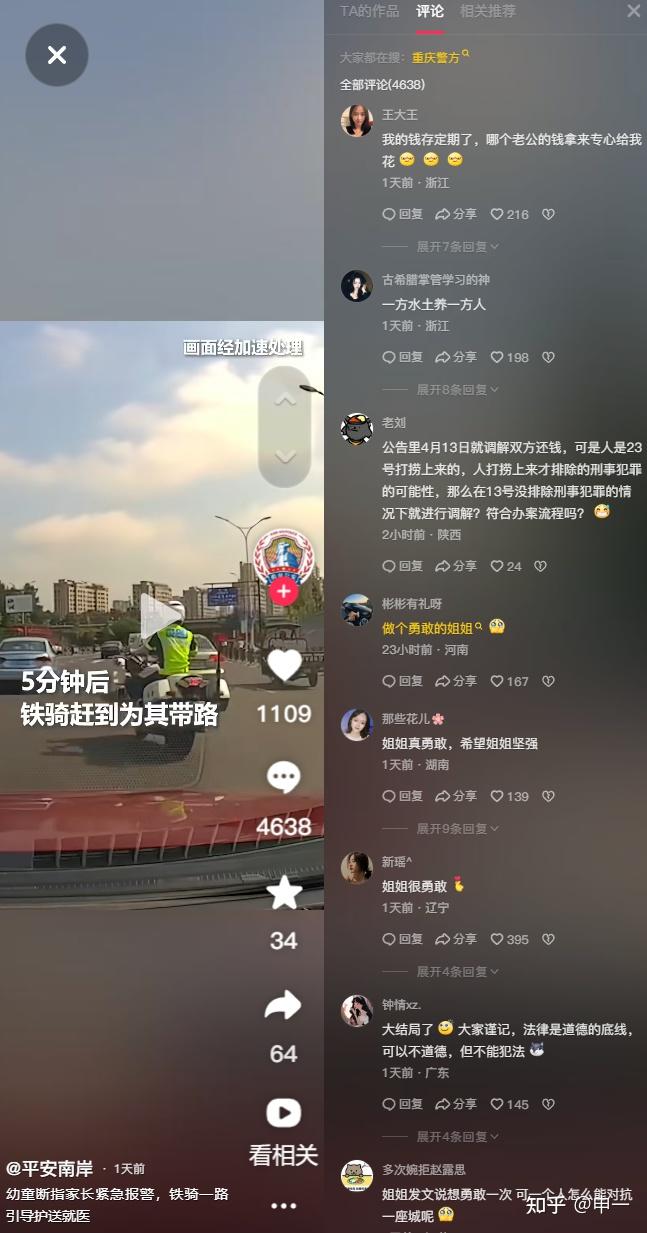 画面经加速处理
5分钟后
铁骑赶到为其带路
1109
4638
34
64
看相关
@平安南岸 · 1天前
幼童断指家长紧急报警，铁骑一路
引导护送就医
TA的作品 评论 相关推荐
大家都在搜：重庆警方
全部评论(4638)
王大王
我的钱存定期了，哪个老公的钱拿来专心给我
花
1天前 · 浙江
回复 分享 216
展开7条回复
古希腊掌管学习的神
一方水土养一方人
1天前 · 浙江
回复 分享 198
展开8条回复
老刘
公告里4月13日就调解双方还钱，可是人是23
号打捞上来的，人打捞上来才排除的刑事犯罪
的可能性，那么在13号没排除刑事犯罪的情
况下就进行调解？符合办案流程吗？
2小时前 · 陕西
回复 分享 24
彬彬有礼呀
做个勇敢的姐姐
23小时前 · 河南
回复 分享 167
那些花儿
姐姐真勇敢，希望姐姐坚强
1天前 · 湖南
回复 分享 139
展开9条回复
新瑶^
姐姐很勇敢
1天前 · 辽宁
回复 分享 395
展开4条回复
钟情xz.
大结局了 大家谨记，法律是道德的底线，
可以不道德，但不能犯法
1天前 · 广东
回复 分享 145
展开4条回复
多次婉拒赵露思
姐姐发文说想勇敢一次 可一个人怎么能对抗
一座城呢
知乎 @申一